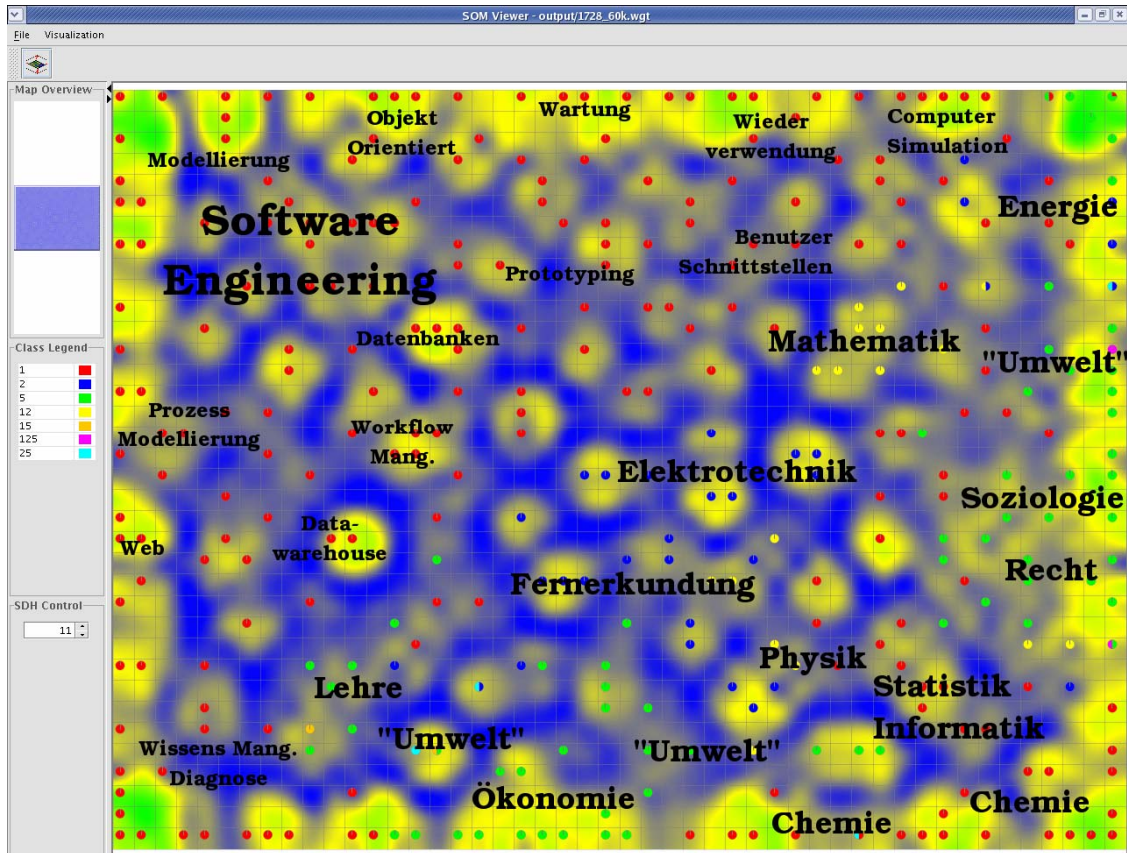 SOM Viewer - output/1728_60k.wgt
File Visualization
Map Overview
Class Legend
1
2
5
12
15
125
25
SDH Control
11
Objekt
Orientiert
Wartung
Wieder
verwendung
Computer
Simulation
Modellierung
Energie
Software
Engineering
Benutzer
Schnittstellen
Prototyping
Datenbanken
Mathematik
"Umwelt"
Prozess
Modellierung
Workflow
Mang.
Elektrotechnik
Soziologie
Web
Data-
warehouse
Fernerkundung
Recht
Physik
Lehre
Statistik
Informatik
"Umwelt"
"Umwelt"
Wissens Mang.
Diagnose
Ökonomie
Chemie
Chemie